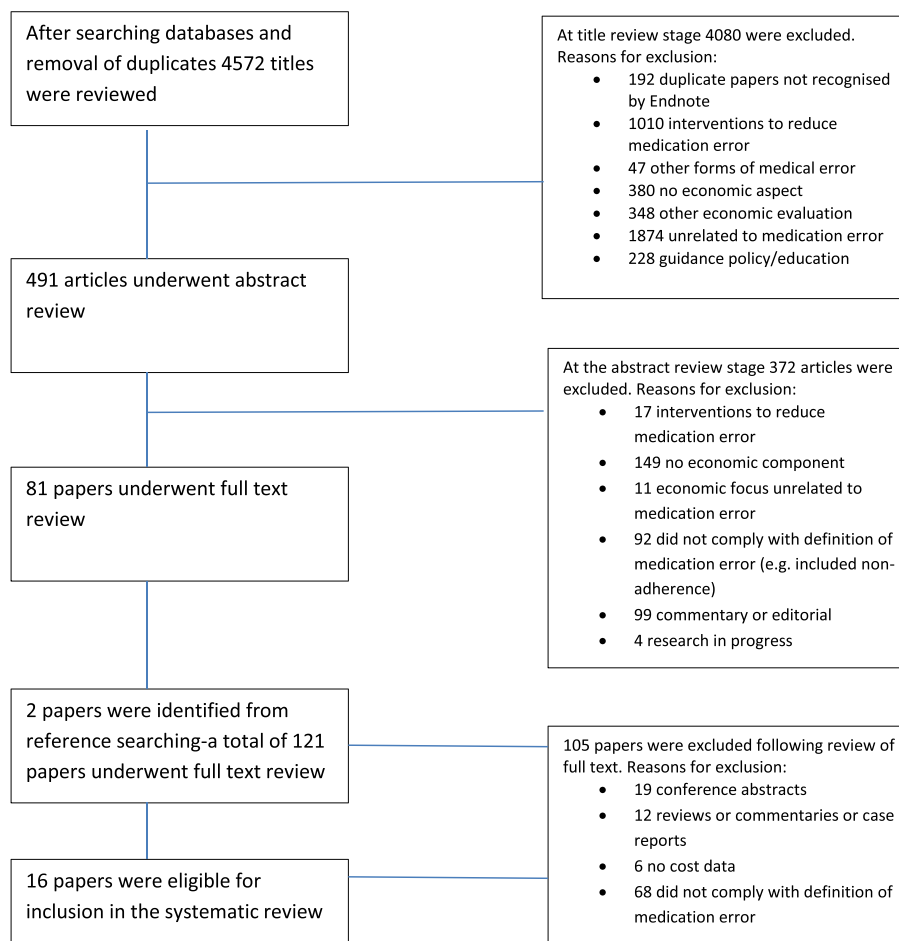 After searching databases and
removal of duplicates 4572 titles
were reviewed
At title review stage 4080 were excluded.
Reasons for exclusion:
• 192 duplicate papers not recognised
by Endnote
• 1010 interventions to reduce
medication error
• 47 other forms of medical error
• 380 no economic aspect
• 348 other economic evaluation
• 1874 unrelated to medication error
• 228 guidance policy/education
491 articles underwent abstract
review
At the abstract review stage 372 articles were
excluded. Reasons for exclusion:
• 17 interventions to reduce
medication error
• 149 no economic component
• 11 economic focus unrelated to
medication error
• 92 did not comply with definition of
medication error (e.g. included non-
adherence)
• 99 commentary or editorial
• 4 research in progress
81 papers underwent full text
review
2 papers were identified from
reference searching-a total of 121
papers underwent full text review
105 papers were excluded following review of
full text. Reasons for exclusion:
• 19 conference abstracts
• 12 reviews or commentaries or case
reports
• 6 no cost data
• 68 did not comply with definition of
medication error
16 papers were eligible for
inclusion in the systematic review